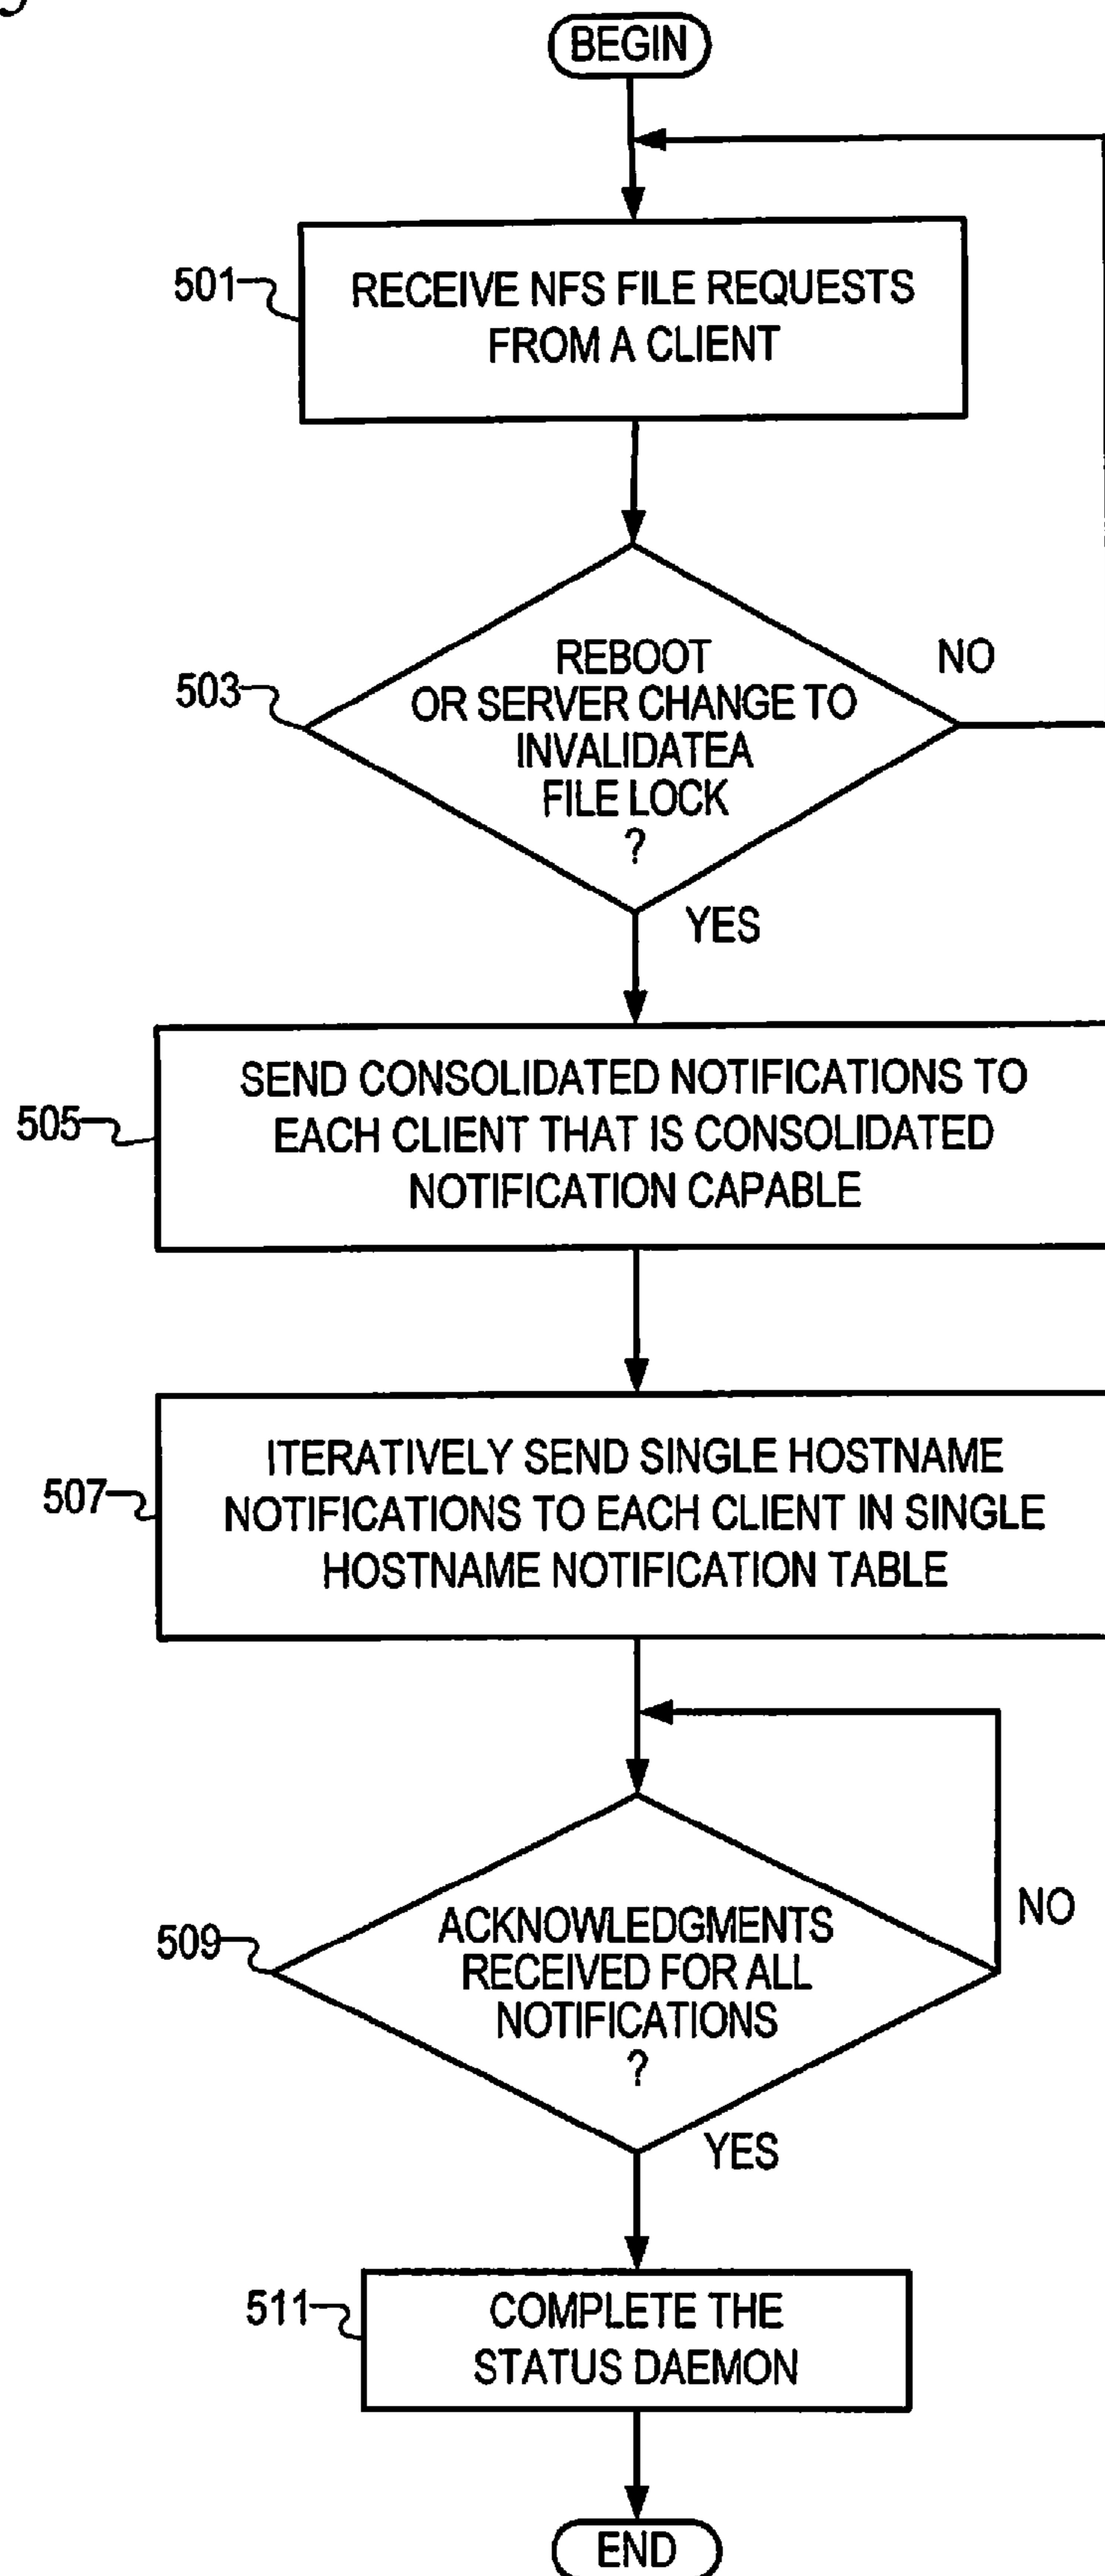 BEGIN
501
RECEIVE NFS FILE REQUESTS
FROM A CLIENT
503
REBOOT
OR SERVER CHANGE TO
INVALIDATEA
FILE LOCK
?
NO
YES
505
SEND CONSOLIDATED NOTIFICATIONS TO
EACH CLIENT THAT IS CONSOLIDATED
NOTIFICATION CAPABLE
507
ITERATIVELY SEND SINGLE HOSTNAME
NOTIFICATIONS TO EACH CLIENT IN SINGLE
HOSTNAME NOTIFICATION TABLE
509
ACKNOWLEDGMENTS
RECEIVED FOR ALL
NOTIFICATIONS
?
NO
YES
511
COMPLETE THE
STATUS DAEMON
END